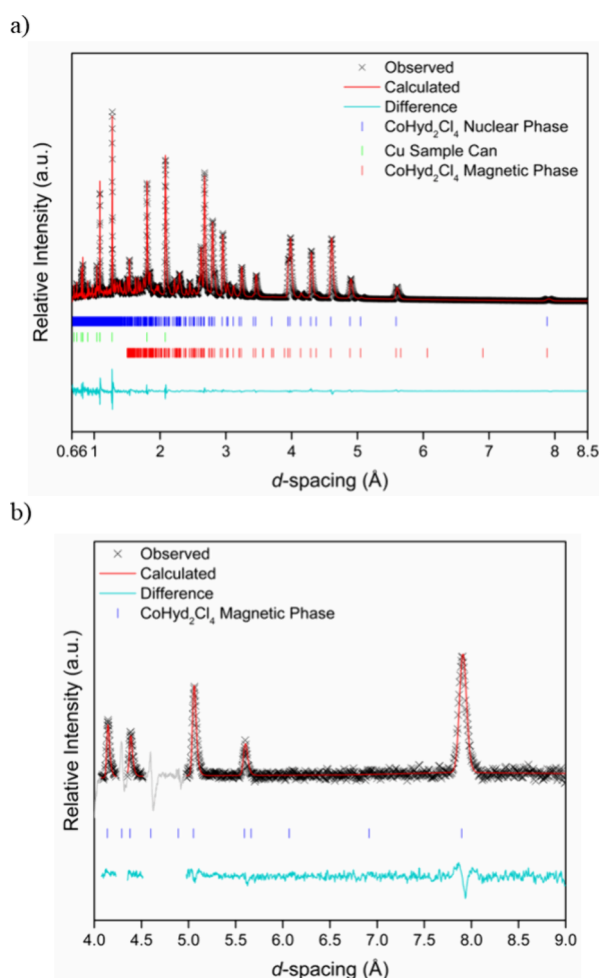 a)
Observed
Calculated
Difference
CoHyd₂Cl₄ Nuclear Phase
Cu Sample Can
CoHyd₂Cl₄ Magnetic Phase
Relative Intensity (a.u.)
0.66 1 2 3 4 5 6 7 8 8.5
d-spacing (Å)
b)
Observed
Calculated
Difference
CoHyd₂Cl₄ Magnetic Phase
Relative Intensity (a.u.)
4.0 4.5 5.0 5.5 6.0 6.5 7.0 7.5 8.0 8.5 9.0
d-spacing (Å)